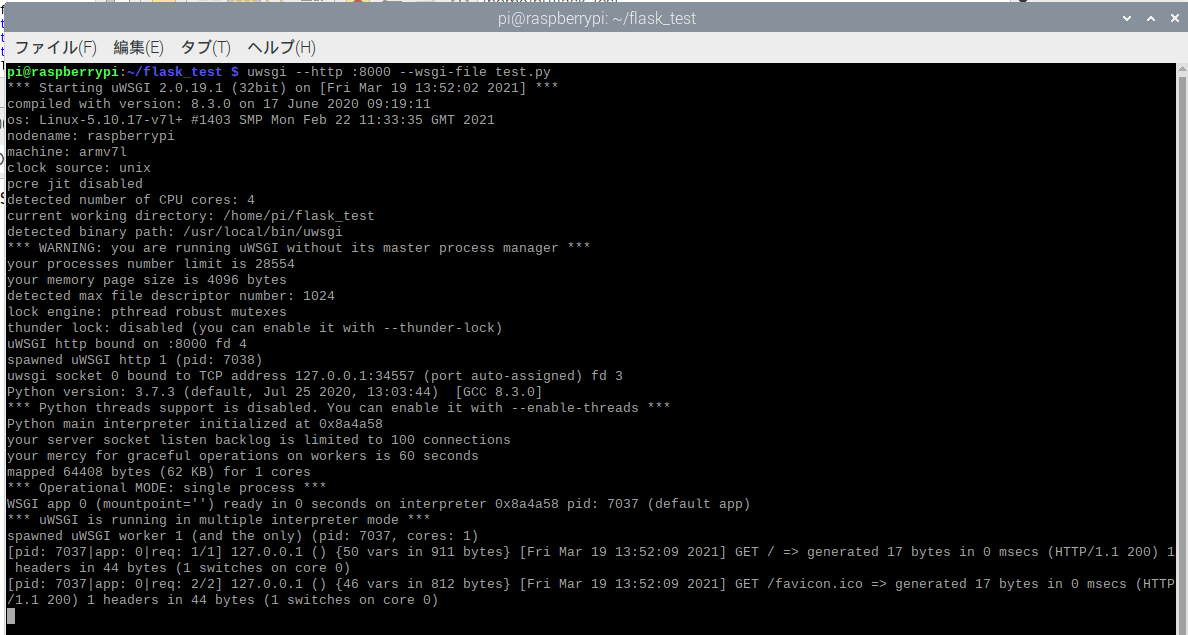 pi@raspberrypi: ~/flask_test
ファイル(F) 編集(E) タブ(T) ヘルプ(H)
pi@raspberrypi:~/flask_test $ uwsgi --http :8000 --wsgi-file test.py
*** Starting uWSGI 2.0.19.1 (32bit) on [Fri Mar 19 13:52:02 2021] ***
compiled with version: 8.3.0 on 17 June 2020 09:19:11
os: Linux-5.10.17-v7l+ #1403 SMP Mon Feb 22 11:33:35 GMT 2021
nodename: raspberrypi
machine: armv7l
clock source: unix
pcre jit disabled
detected number of CPU cores: 4
current working directory: /home/pi/flask_test
detected binary path: /usr/local/bin/uwsgi
*** WARNING: you are running uWSGI without its master process manager ***
your processes number limit is 28554
your memory page size is 4096 bytes
detected max file descriptor number: 1024
lock engine: pthread robust mutexes
thunder lock: disabled (you can enable it with --thunder-lock)
uWSGI http bound on :8000 fd 4
spawned uWSGI http 1 (pid: 7038)
uwsgi socket 0 bound to TCP address 127.0.0.1:34557 (port auto-assigned) fd 3
Python version: 3.7.3 (default, Jul 25 2020, 13:03:44)  [GCC 8.3.0]
*** Python threads support is disabled. You can enable it with --enable-threads ***
Python main interpreter initialized at 0x8a4a58
your server socket listen backlog is limited to 100 connections
your mercy for graceful operations on workers is 60 seconds
mapped 64408 bytes (62 KB) for 1 cores
*** Operational MODE: single process ***
WSGI app 0 (mountpoint='') ready in 0 seconds on interpreter 0x8a4a58 pid: 7037 (default app)
*** uWSGI is running in multiple interpreter mode ***
spawned uWSGI worker 1 (and the only) (pid: 7037, cores: 1)
[pid: 7037|app: 0|req: 1/1] 127.0.0.1 () {50 vars in 911 bytes} [Fri Mar 19 13:52:09 2021] GET / => generated 17 bytes in 0 msecs (HTTP/1.1 200) 1
 headers in 44 bytes (1 switches on core 0)
[pid: 7037|app: 0|req: 2/2] 127.0.0.1 () {46 vars in 812 bytes} [Fri Mar 19 13:52:09 2021] GET /favicon.ico => generated 17 bytes in 0 msecs (HTTP
/1.1 200) 1 headers in 44 bytes (1 switches on core 0)